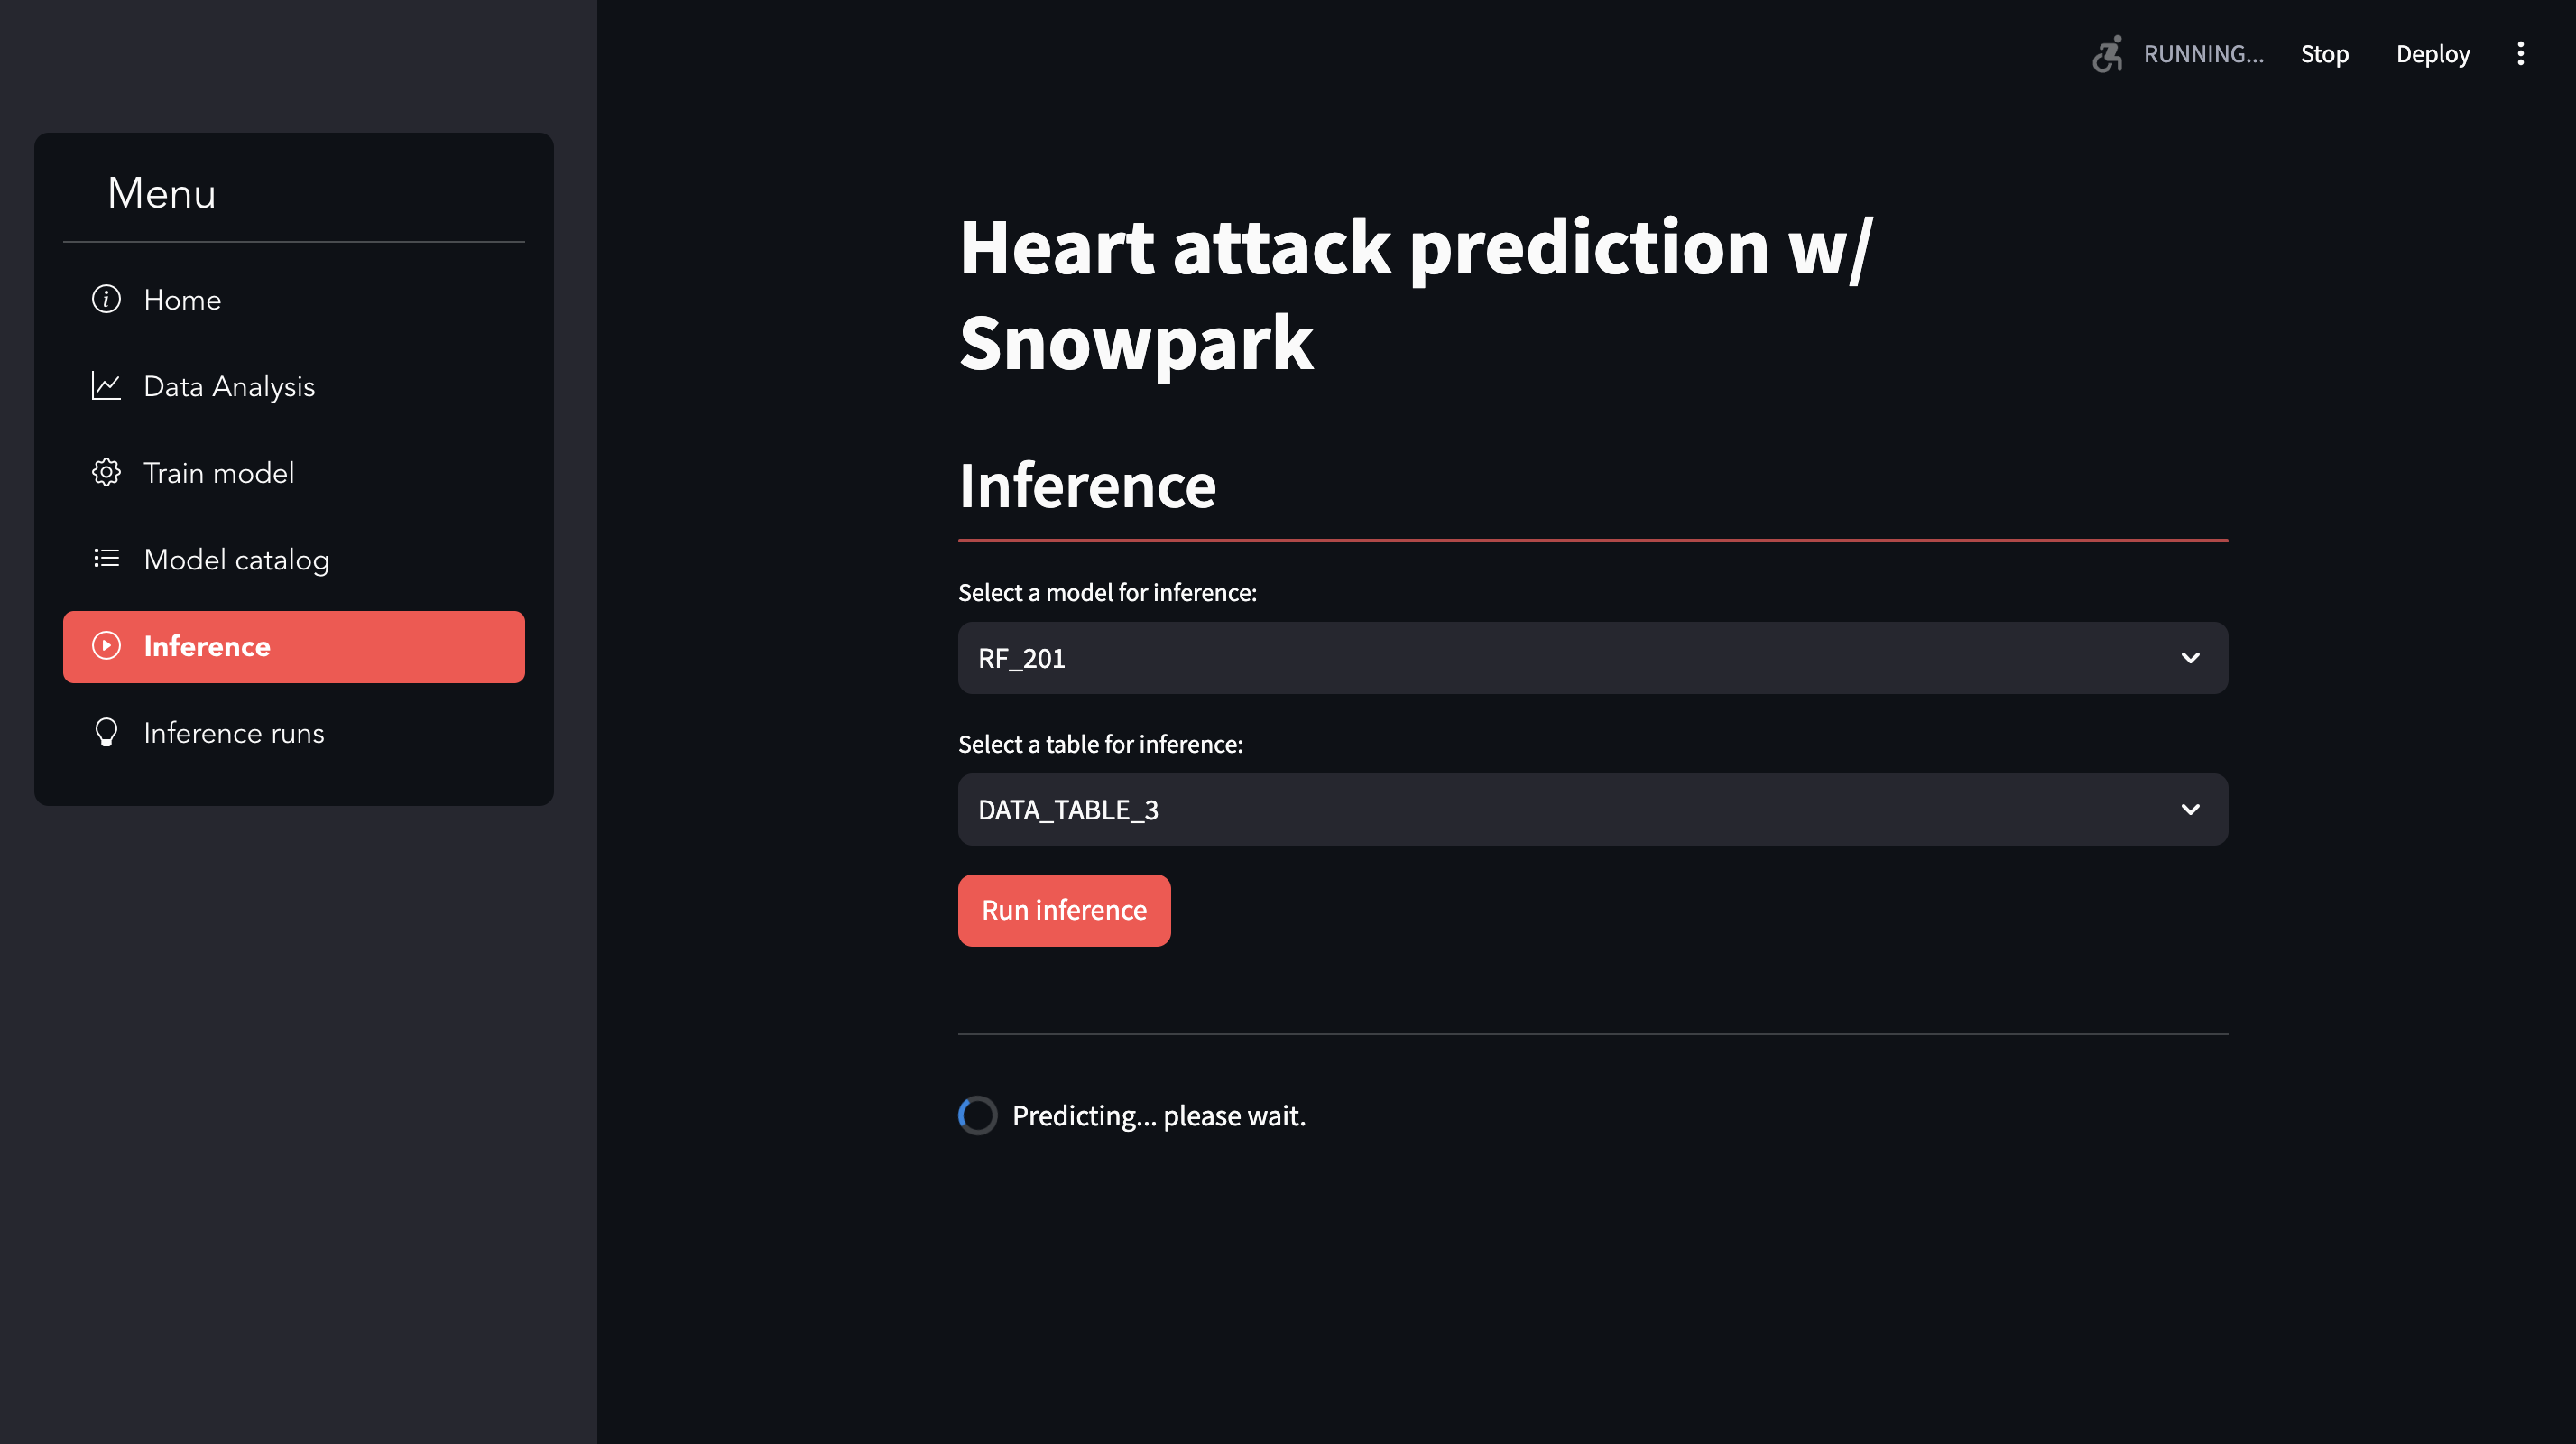 RUNNING...
Stop
Deploy
Menu
Home
Data Analysis
Train model
Model catalog
Inference
Inference runs
Heart attack prediction w/
Snowpark
Inference
Select a model for inference:
RF_201
Select a table for inference:
DATA_TABLE_3
Run inference
Predicting... please wait.